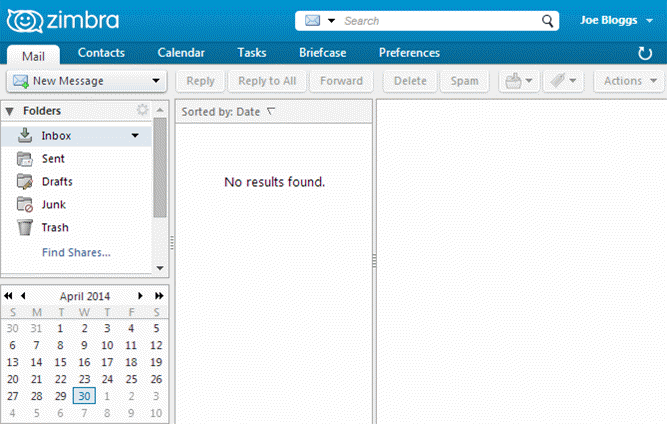 zimbra
Search
Joe Bloggs
Mail Contacts Calendar Tasks Briefcase Preferences
New Message Reply Reply to All Forward Delete Spam Actions
Folders
Inbox
Sent
Drafts
Junk
Trash
Find Shares...
Sorted by: Date
No results found.
April 2014
S M T W T F S
30 31 1 2 3 4 5
6 7 8 9 10 11 12
13 14 15 16 17 18 19
20 21 22 23 24 25 26
27 28 29 30 1 2 3
4 5 6 7 8 9 10